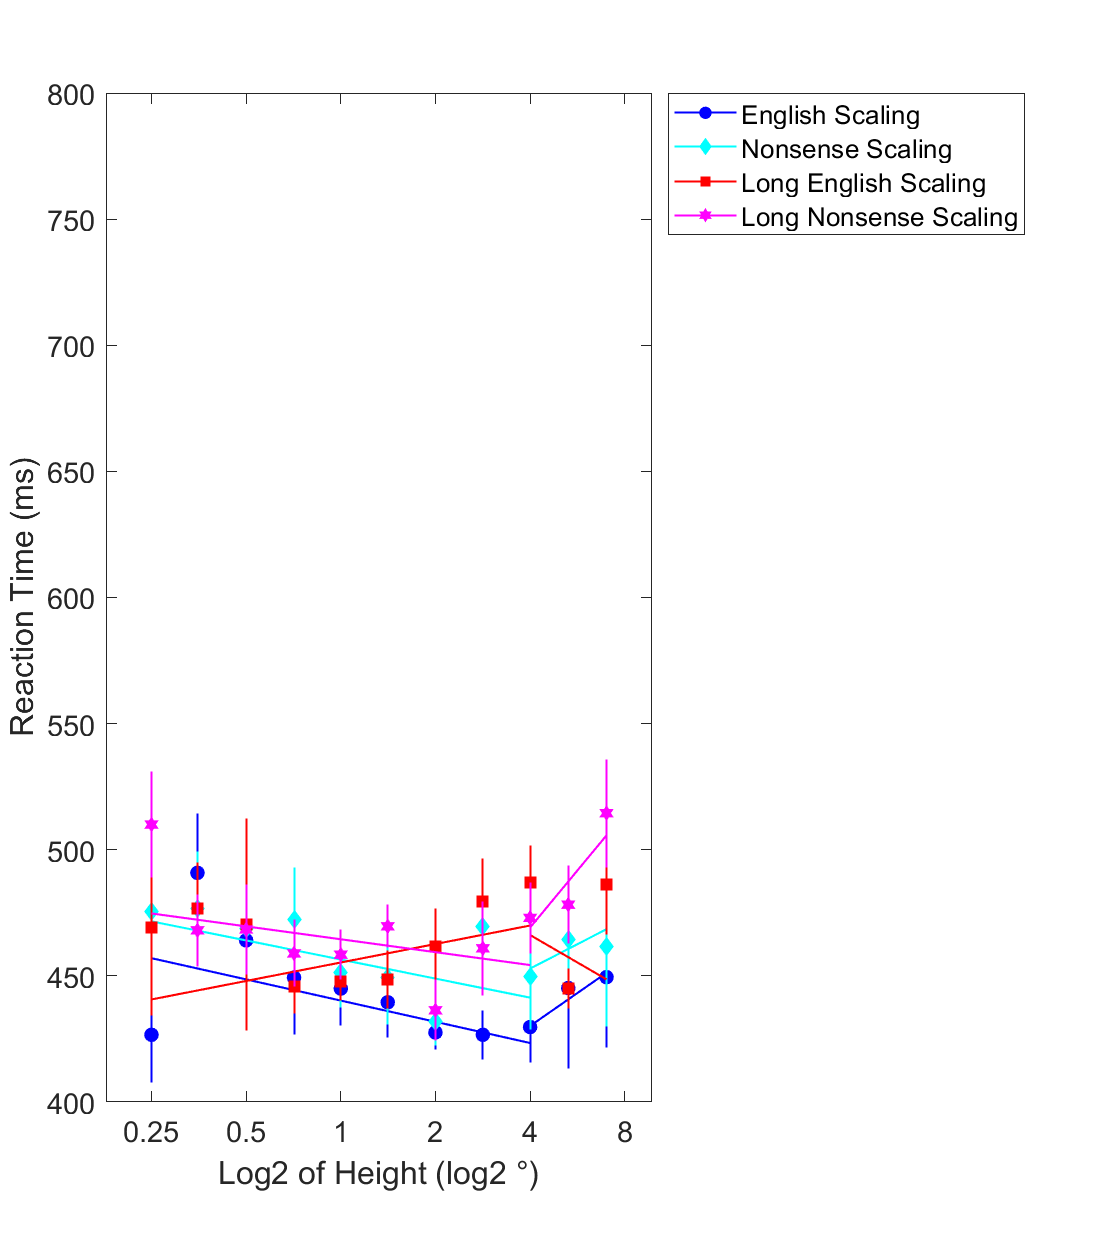 800
750
700
650
600
550
500
450
400
Reaction Time (ms)
0.25 0.5 1 2 4 8
Log2 of Height (log2 °)
English Scaling
Nonsense Scaling
Long English Scaling
Long Nonsense Scaling